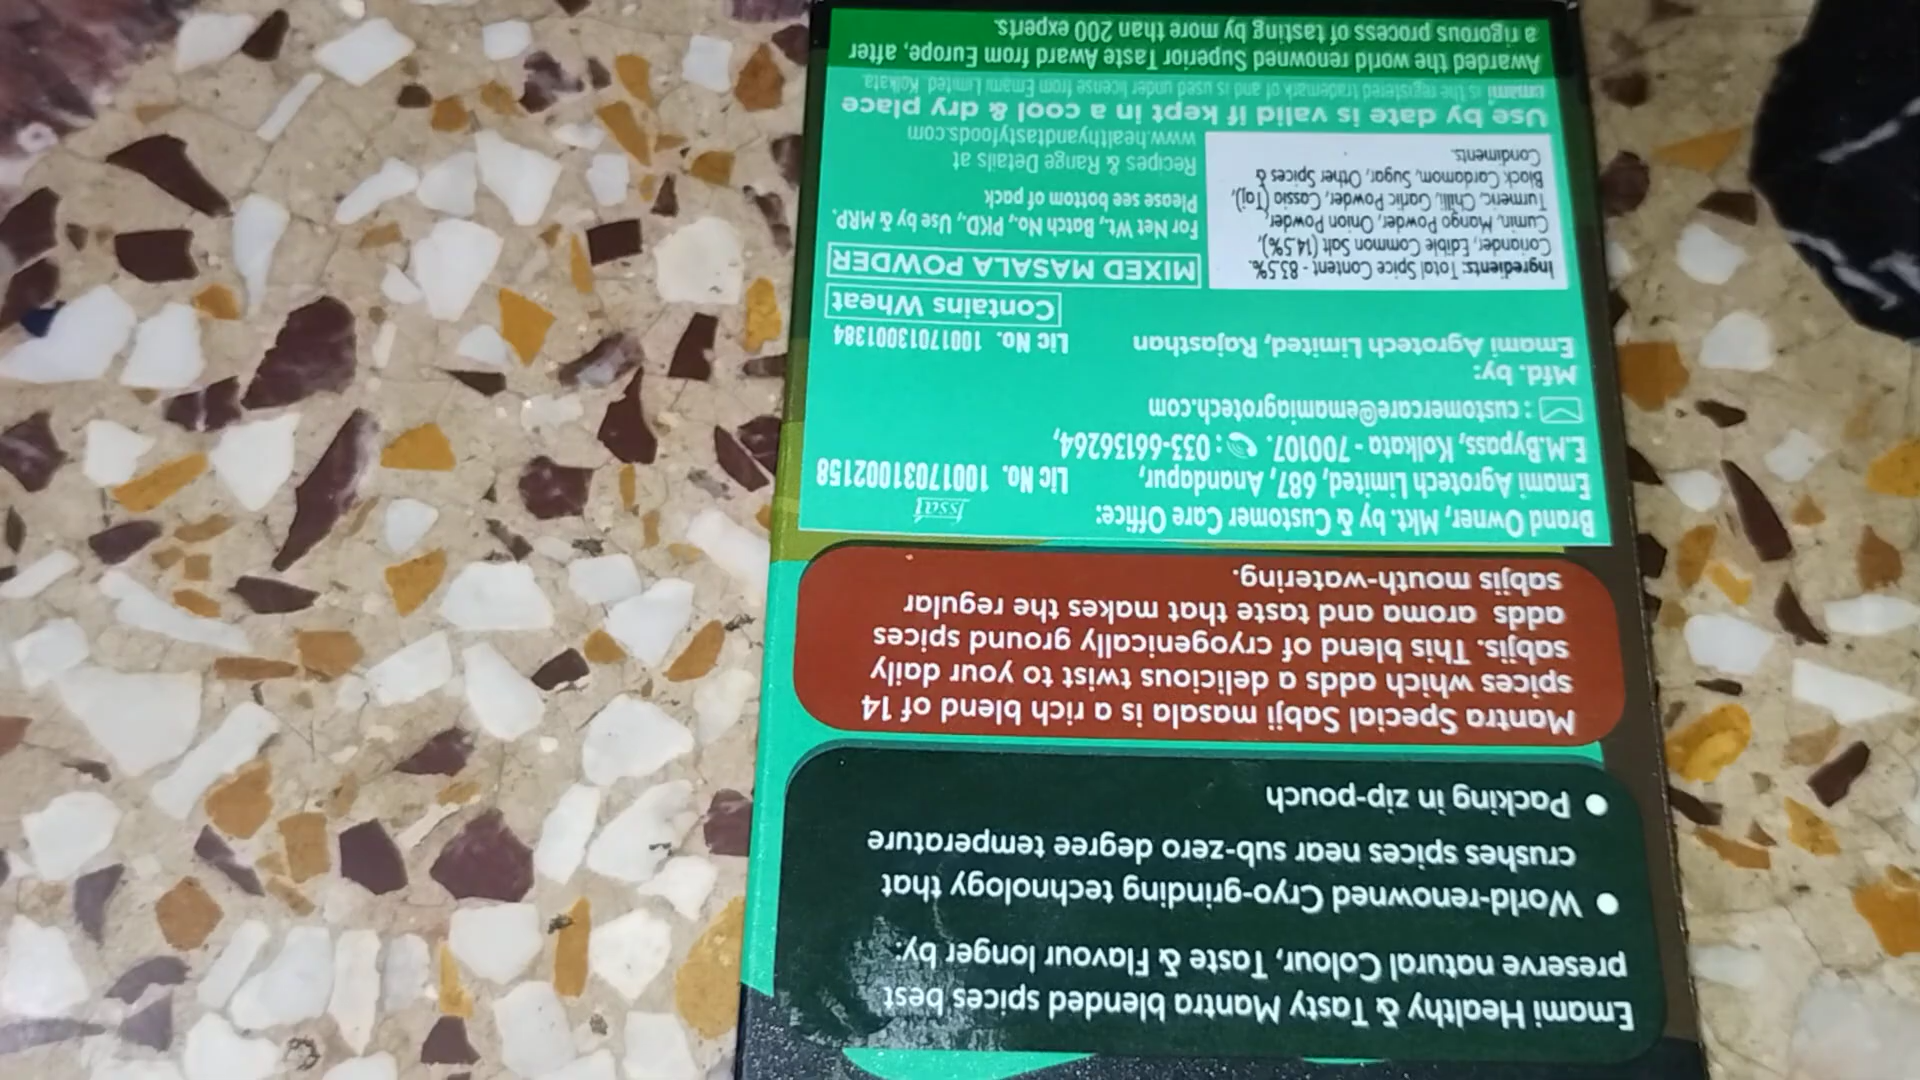 Emami Healthy & Tasty Mantra blended spices best
preserve natural Colour, Taste & Flavour longer by:
● World-renowned Cryo-grinding technology that
crushes spices near sub-zero degree temperature
● Packing in zip-pouch
Mantra Special Sabji masala is a rich blend of 14
spices which adds a delicious twist to your daily
sabjis. This blend of cryogenically ground spices
adds aroma and taste that makes the regular
sabjis mouth-watering.
Brand Owner, Mkt. by & Customer Care Office:
Emami Agrotech Limited, 687, Anandapur,
E.M.Bypass, Kolkata - 700107. : 033-66136264,
: customercare@emamiagrotech.com
fssai
Lic No. 10017031002158
Mfd. by:
Emami Agrotech Limited, Rajasthan
Lic No. 10017013001384
Contains Wheat
Ingredients: Total Spice Content - 83.5%.
Coriander, Edible Common Salt (14.5%),
Cumin, Mango Powder, Onion Powder,
Turmeric, Chilli, Garlic Powder, Cassia (Taj),
Black Cardamom, Sugar, Other Spices &
Condiments.
MIXED MASALA POWDER
For Net Wt., Batch No., PKD., Use by & MRP.
Please see bottom of pack
Recipes & Range Details at
www.healthyandtastyfoods.com
Use by date is valid if kept in a cool & dry place
emami is the registered trademark of and is used under license from Emami Limited, Kolkata.
Awarded the world renowned Superior Taste Award from Europe, after
a rigorous process of tasting by more than 200 experts.